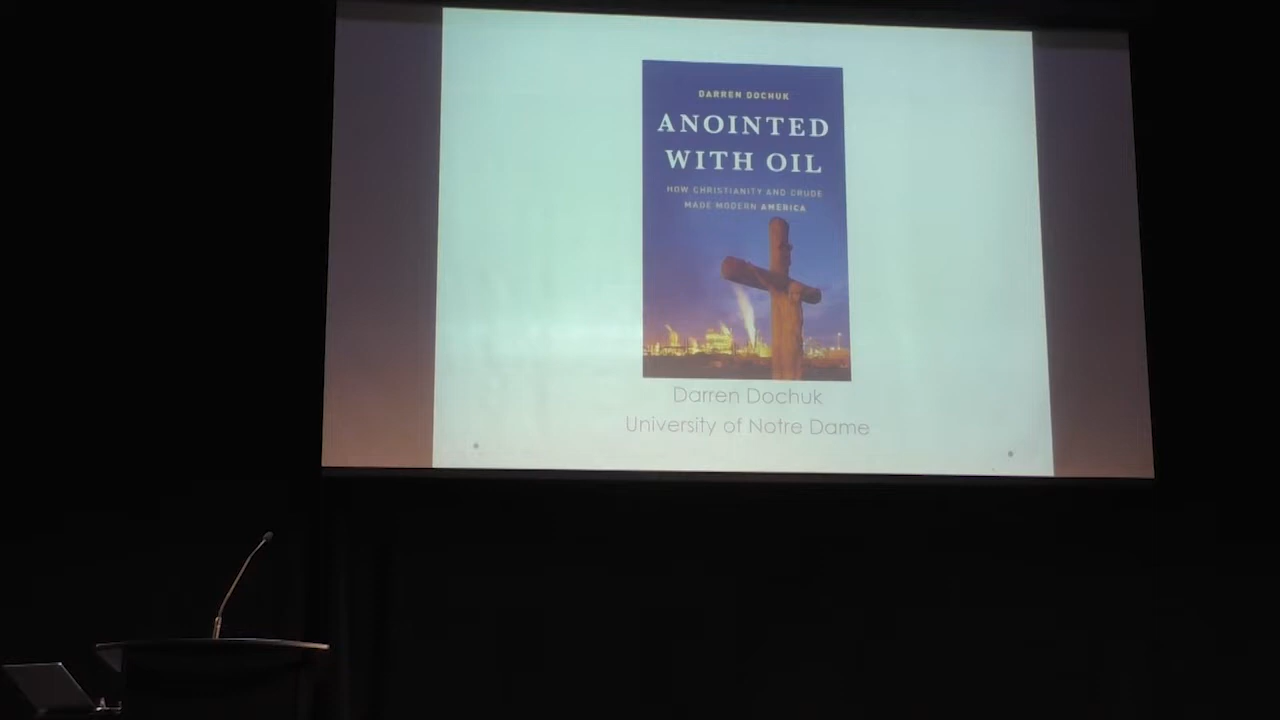 DARREN DOCHUK
ANOINTED
WITH OIL
HOW CHRISTIANITY AND CRUDE
MADE MODERN AMERICA
Darren Dochuk
University of Notre Dame